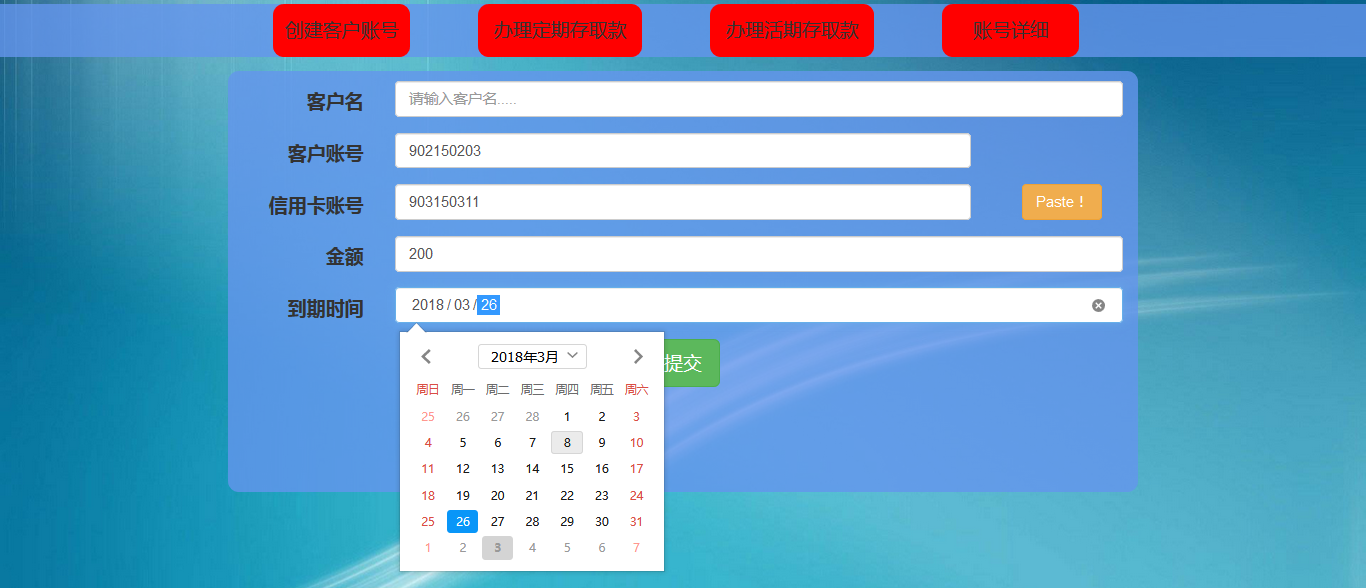 创建客户账号 办理定期存取款 办理活期存取款 账号详细
客户名 请输入客户名.....
客户账号 902150203
信用卡账号 903150311 Paste！
金额 200
到期时间 2018 / 03 / 26
2018年3月 提交
周日 周一 周二 周三 周四 周五 周六
25 26 27 28 1 2 3
4 5 6 7 8 9 10
11 12 13 14 15 16 17
18 19 20 21 22 23 24
25 26 27 28 29 30 31
1 2 3 4 5 6 7